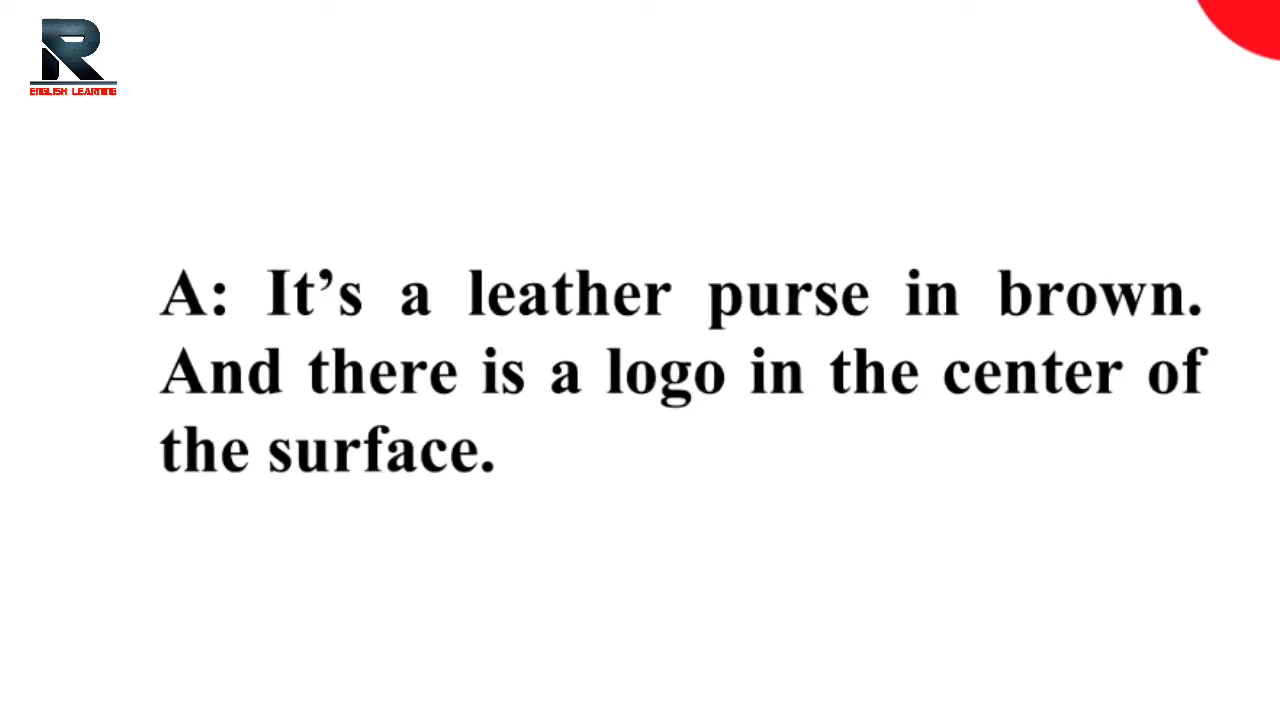 R
ENGLISH LEARNING
A: It’s a leather purse in brown.
And there is a logo in the center of
the surface.